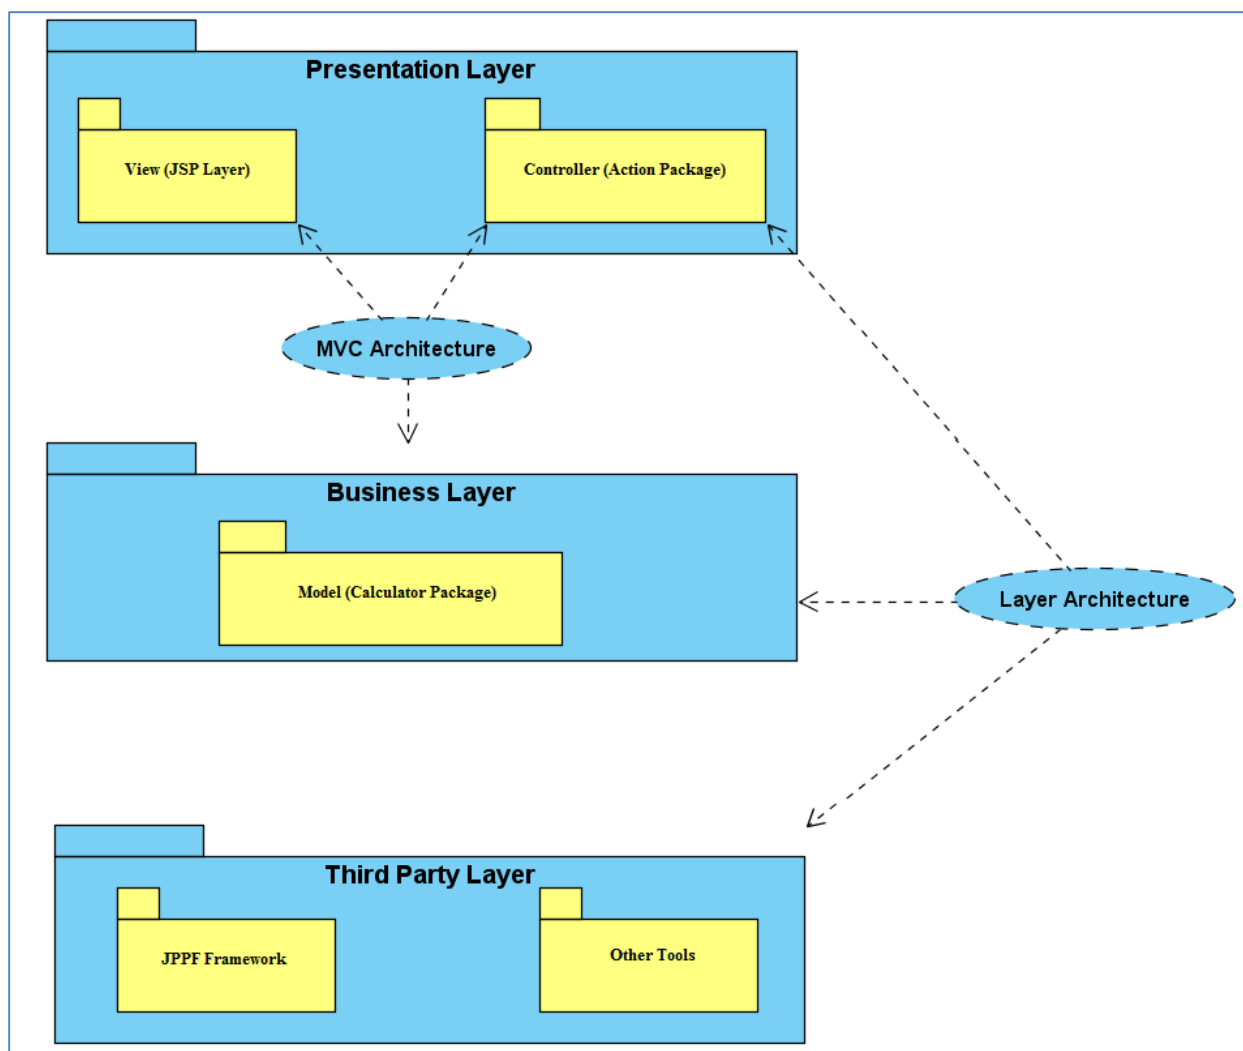 Presentation Layer
View (JSP Layer)
Controller (Action Package)
MVC Architecture
Business Layer
Model (Calculator Package)
Layer Architecture
Third Party Layer
JPPF Framework
Other Tools